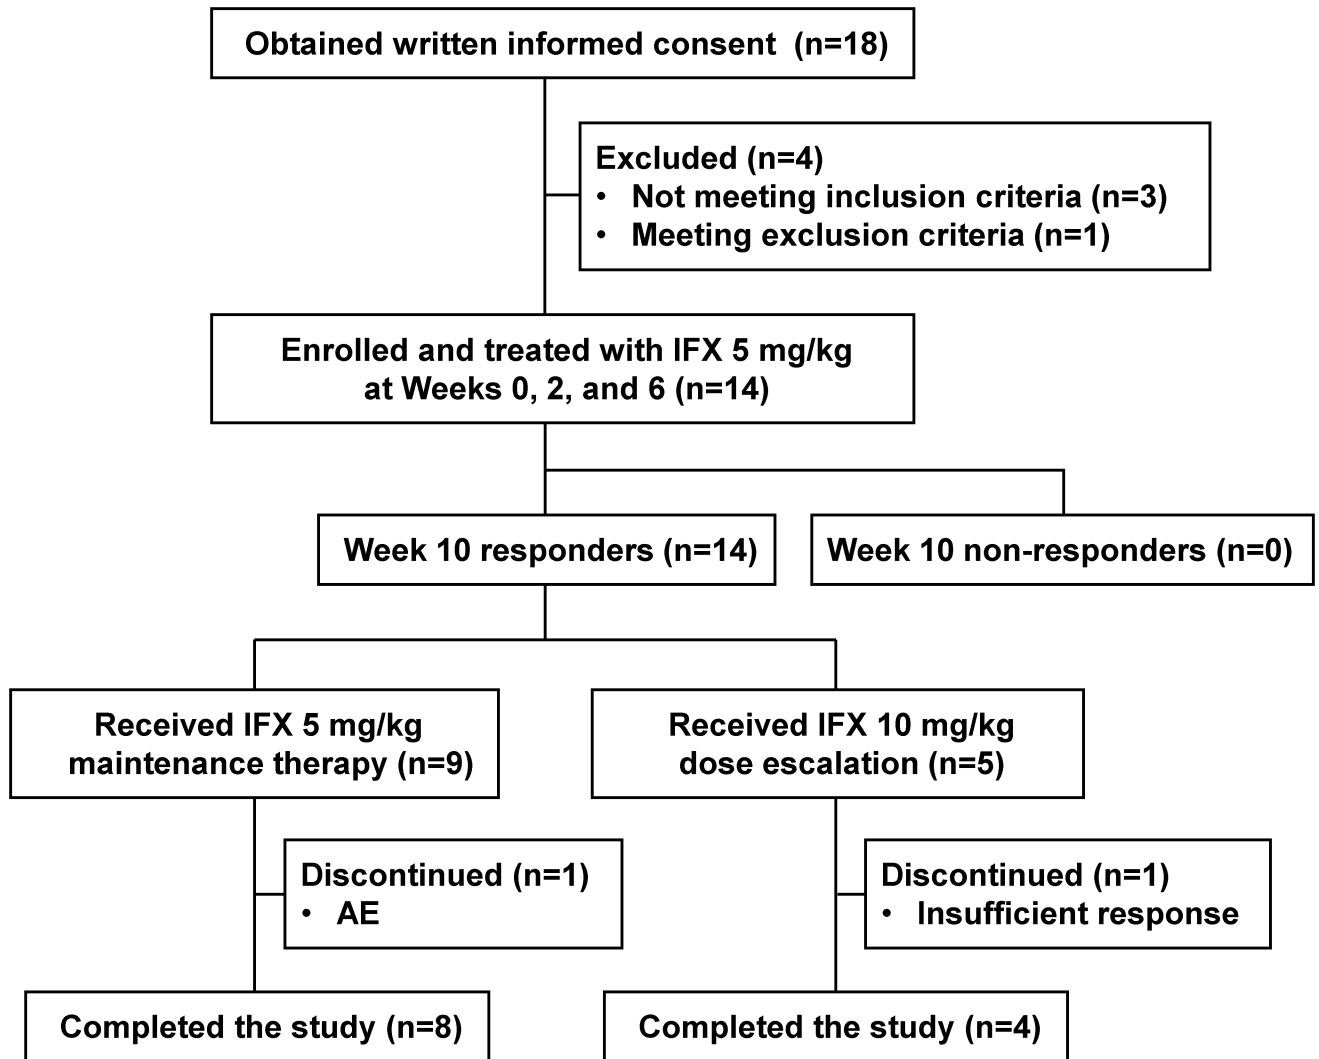 Obtained written informed consent (n=18)
Excluded (n=4)
• Not meeting inclusion criteria (n=3)
• Meeting exclusion criteria (n=1)
Enrolled and treated with IFX 5 mg/kg
at Weeks 0, 2, and 6 (n=14)
Week 10 responders (n=14)
Week 10 non-responders (n=0)
Received IFX 5 mg/kg
maintenance therapy (n=9)
Received IFX 10 mg/kg
dose escalation (n=5)
Discontinued (n=1)
• AE
Discontinued (n=1)
• Insufficient response
Completed the study (n=8)
Completed the study (n=4)